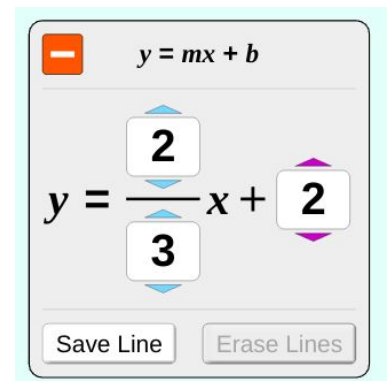 y = mx + b
y = 2/3 x + 2
Save Line
Erase Lines